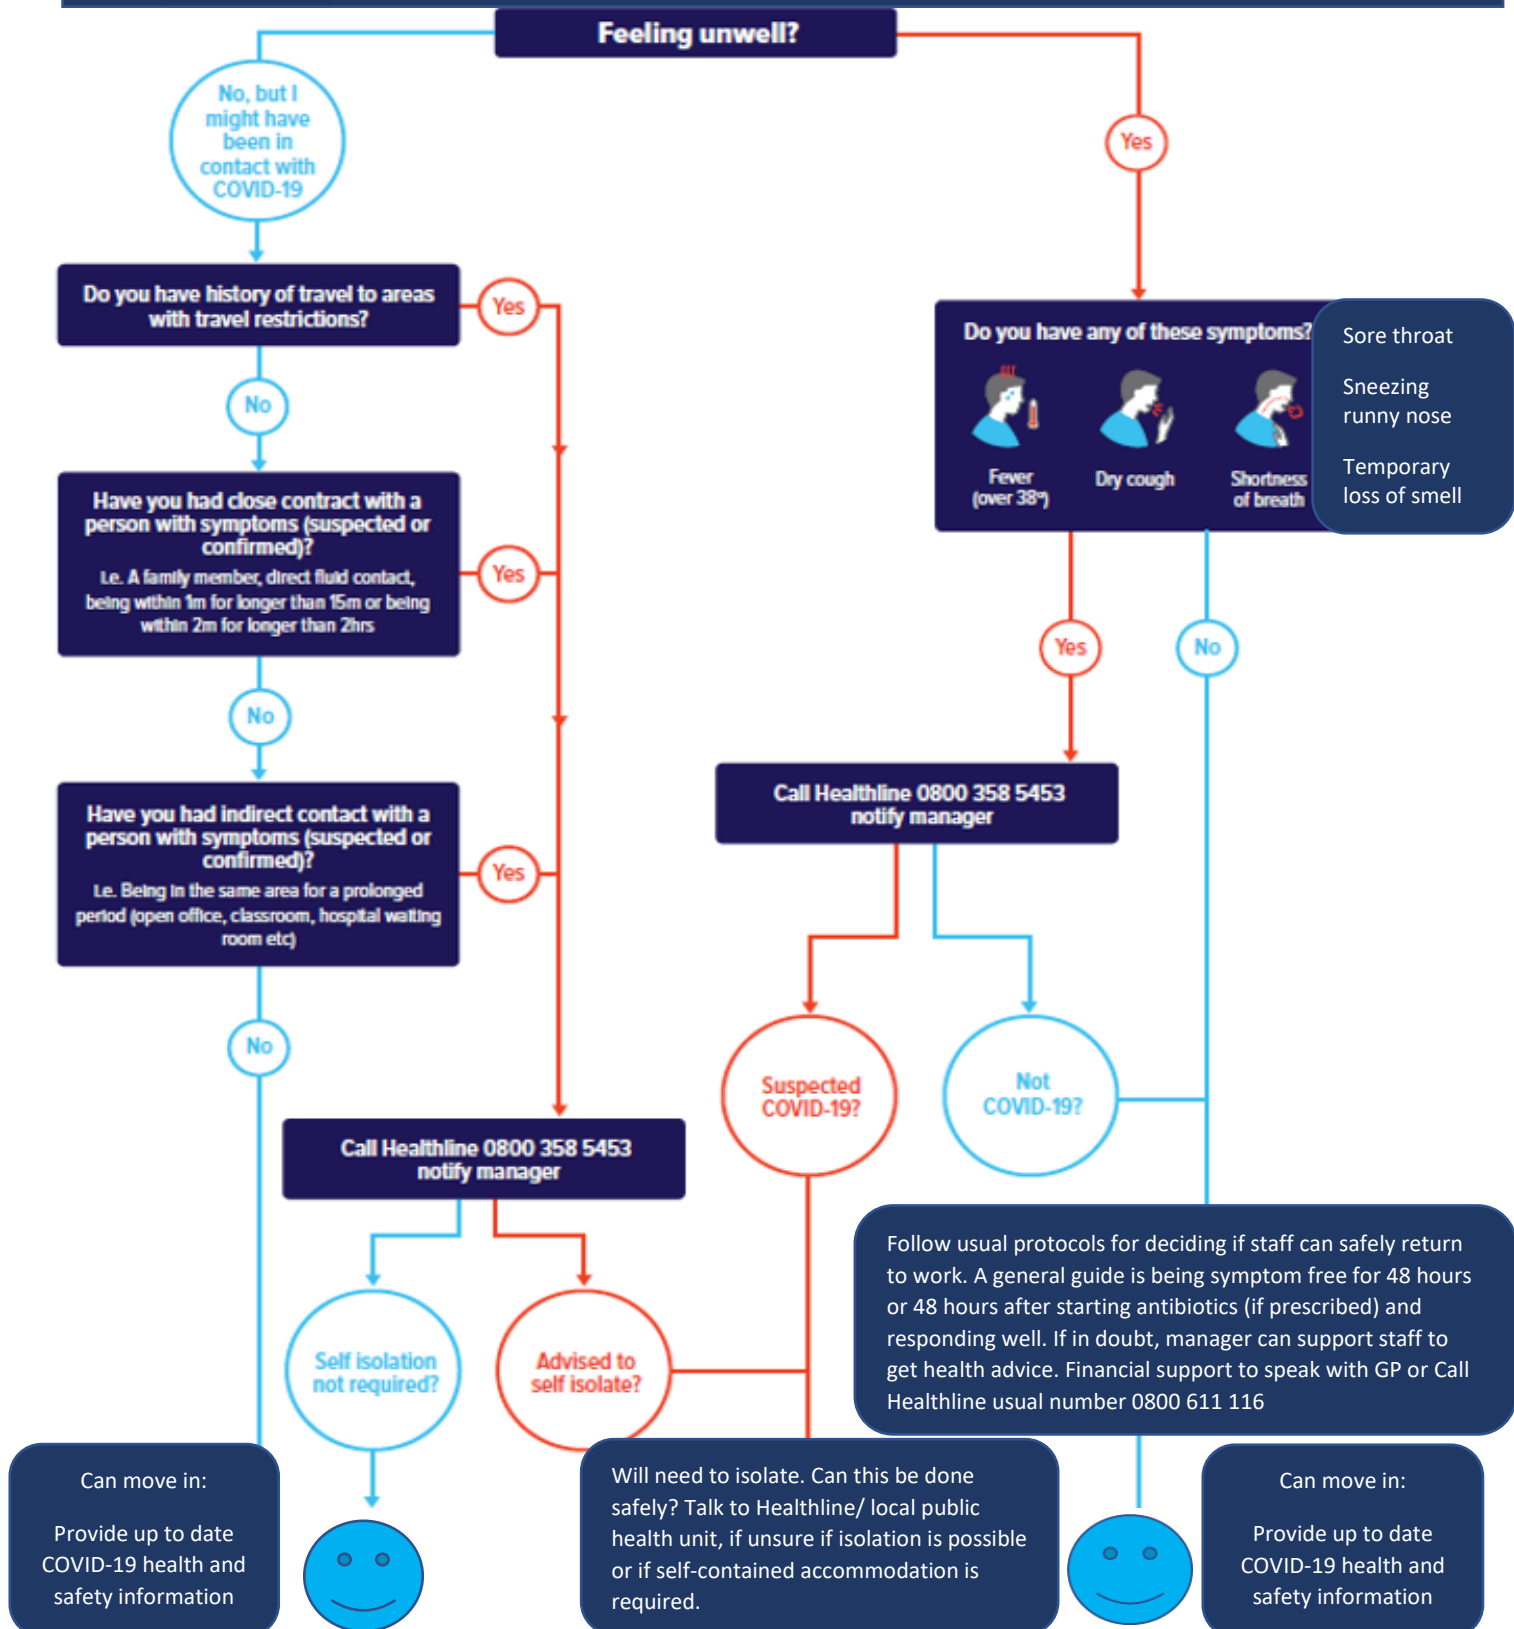 Feeling unwell?
No, but I
might have
been in
contact with
COVID-19
Yes
Do you have history of travel to areas
with travel restrictions?
Yes
No
Have you had close contract with a
person with symptoms (suspected or
confirmed)?
i.e. A family member, direct fluid contact,
being within 1m for longer than 15m or being
within 2m for longer than 2hrs
Yes
No
Have you had indirect contact with a
person with symptoms (suspected or
confirmed)?
i.e. Being in the same area for a prolonged
period (open office, classroom, hospital waiting
room etc)
Yes
No
Call Healthline 0800 358 5453
notify manager
Self isolation
not required?
Advised to
self isolate?
Can move in:
Provide up to date
COVID-19 health and
safety information
Do you have any of these symptoms?
Fever
(over 38º)
Dry cough
Shortness
of breath
Sore throat
Sneezing
runny nose
Temporary
loss of smell
Yes
No
Call Healthline 0800 358 5453
notify manager
Suspected
COVID-19?
Not
COVID-19?
Follow usual protocols for deciding if staff can safely return
to work. A general guide is being symptom free for 48 hours
or 48 hours after starting antibiotics (if prescribed) and
responding well. If in doubt, manager can support staff to
get health advice. Financial support to speak with GP or Call
Healthline usual number 0800 611 116
Will need to isolate. Can this be done
safely? Talk to Healthline/ local public
health unit, if unsure if isolation is possible
or if self-contained accommodation is
required.
Can move in:
Provide up to date
COVID-19 health and
safety information